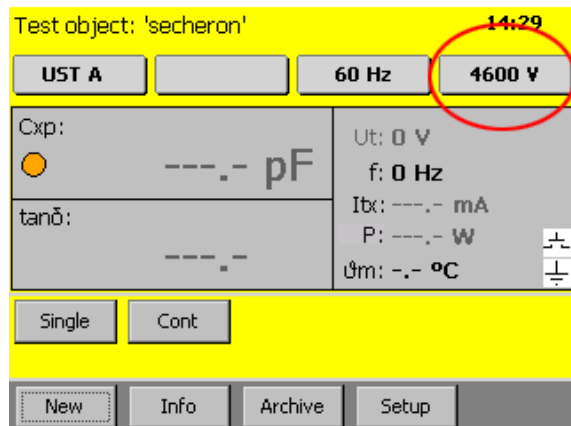 Test object: 'secheron' 14:29
UST A 60 Hz 4600 V
Cxp:
---.- pF
tanδ:
---.-
Ut: 0 V
f: 0 Hz
Itx: ---.- mA
P: ---.- W
ϑm: -.- ºC
Single Cont
New Info Archive Setup